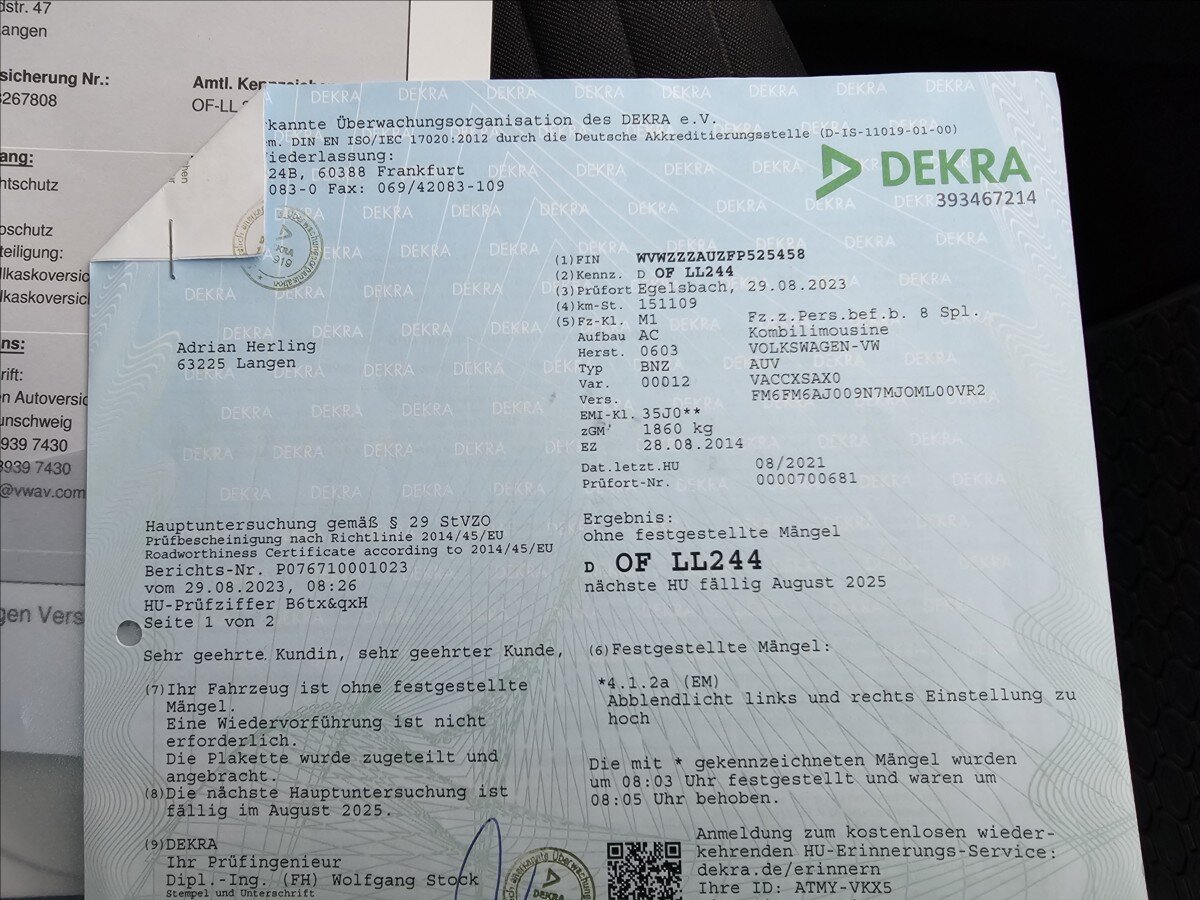 dstr. 47
angen
sicherung Nr.:
3267808
Amtl. Kennzeichen
OF-LL
ang:
htschutz
oschutz
teiligung:
llkaskoversic
lkaskoversic
ns:
rift:
en Autoversic
unschweig
939 7430
3939 7430
@vwav.com
gen Vers
kannte Überwachungsorganisation des DEKRA e.V.
em. DIN EN ISO/IEC 17020:2012 durch die Deutsche Akkreditierungsstelle (D-IS-11019-01-00)
iederlassung:
24B, 60388 Frankfurt
083-0 Fax: 069/42083-109
DEKRA
393467214
(1) FIN WVWZZZAUZFP525458
(2) Kennz. D OF LL244
(3) Prüfort Egelsbach, 29.08.2023
(4) km-St. 151109
(5) Fz-Kl. M1 Fz.z.Pers.bef.b. 8 Spl.
Aufbau AC Kombilimousine
Herst. 0603 VOLKSWAGEN-VW
Typ BNZ AUV
Var. 00012 VACCXSAX0
Vers. FM6FM6AJ009N7MJOML00VR2
EMI-Kl. 35J0**
zGM 1860 kg
EZ 28.08.2014
Dat.letzt.HU 08/2021
Prüfort-Nr. 0000700681
Adrian Herling
63225 Langen
Hauptuntersuchung gemäß § 29 StVZO
Prüfbescheinigung nach Richtlinie 2014/45/EU
Roadworthiness Certificate according to 2014/45/EU
Berichts-Nr. P076710001023
vom 29.08.2023, 08:26
HU-Prüfziffer B6tx&qxH
Seite 1 von 2
Ergebnis:
ohne festgestellte Mängel
D OF LL244
nächste HU fällig August 2025
Sehr geehrte Kundin, sehr geehrter Kunde,
(7) Ihr Fahrzeug ist ohne festgestellte
Mängel.
Eine Wiedervorführung ist nicht
erforderlich.
Die Plakette wurde zugeteilt und
angebracht.
(8) Die nächste Hauptuntersuchung ist
fällig im August 2025.
(9) DEKRA
Ihr Prüfingenieur
Dipl.-Ing. (FH) Wolfgang Stock
Stempel und Unterschrift
(6) Festgestellte Mängel:
*4.1.2a (EM)
Abblendlicht links und rechts Einstellung zu
hoch
Die mit * gekennzeichneten Mängel wurden
um 08:03 Uhr festgestellt und waren um
08:05 Uhr behoben.
Anmeldung zum kostenlosen wieder-
kehrenden HU-Erinnerungs-Service:
dekra.de/erinnern
Ihre ID: ATMY-VKX5